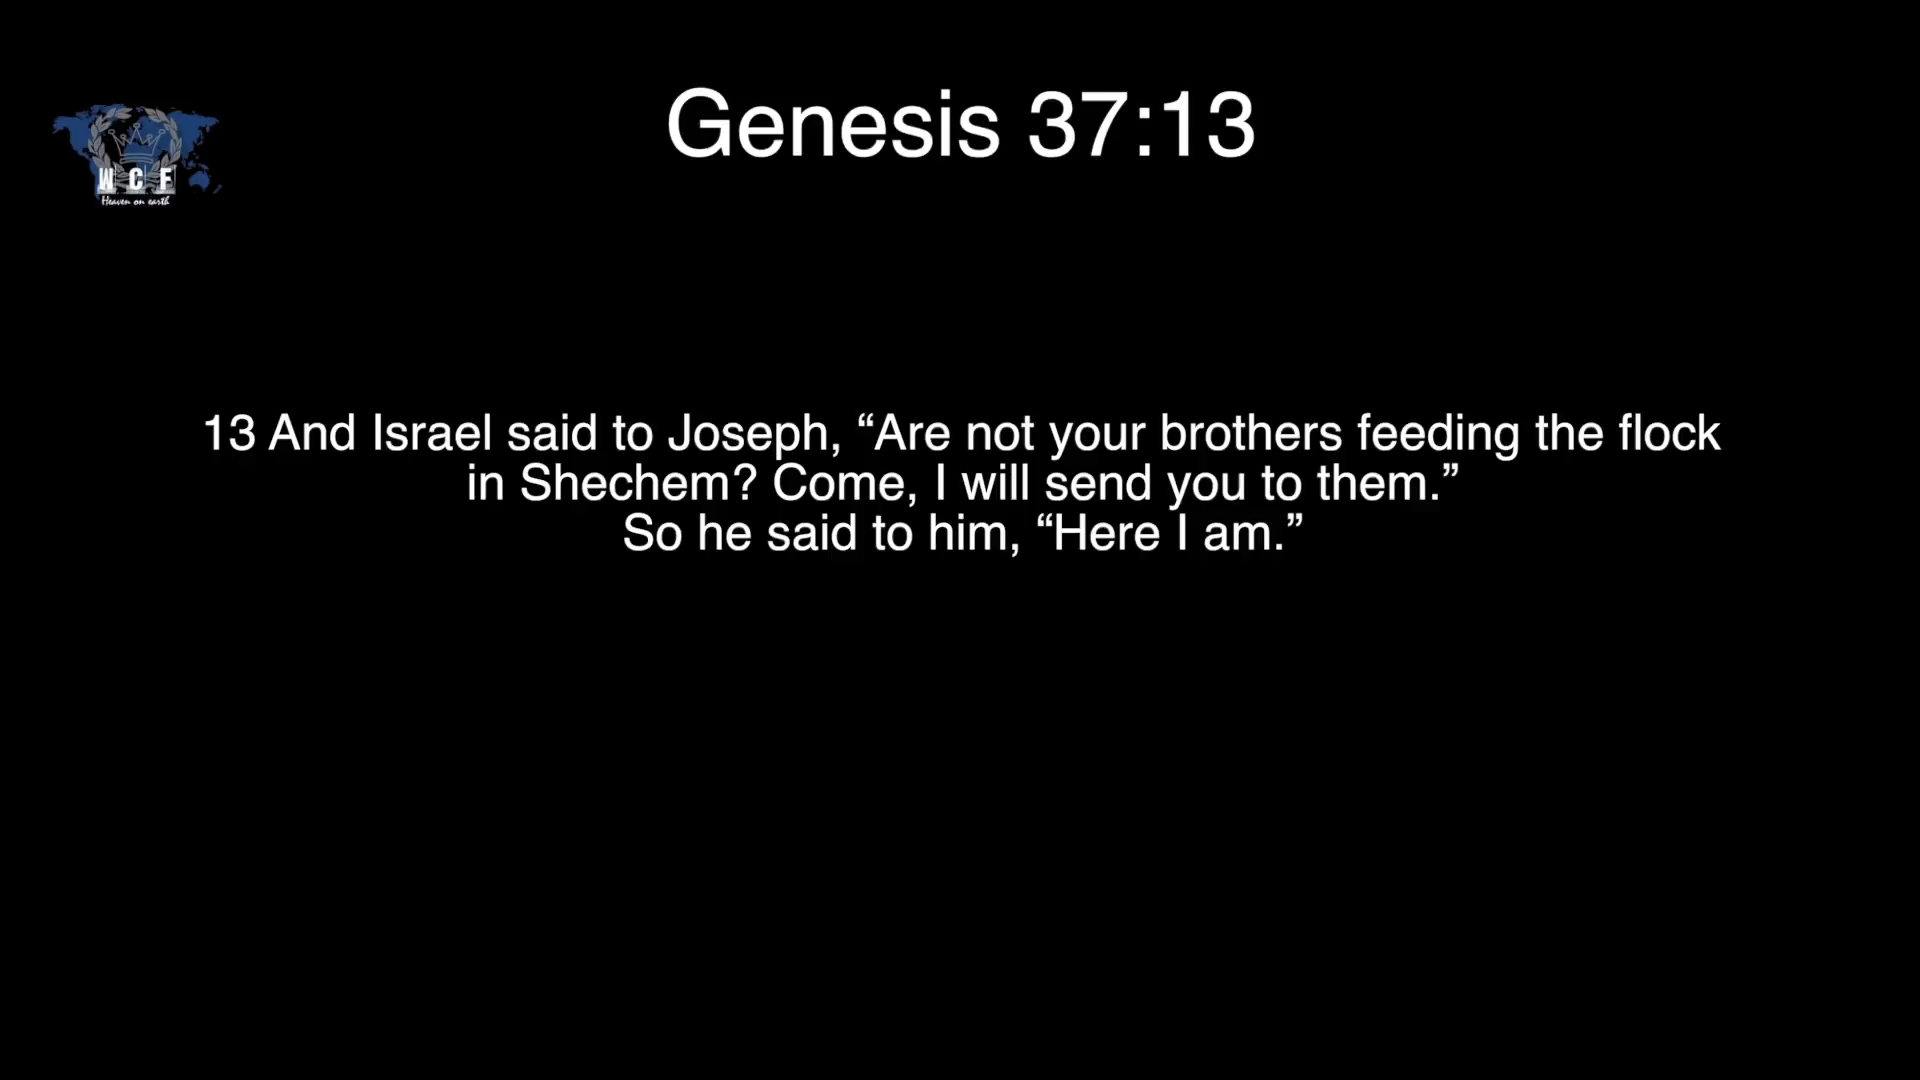 Genesis 37:13
WCF
Heaven on earth
13 And Israel said to Joseph, “Are not your brothers feeding the flock
in Shechem? Come, I will send you to them.”
So he said to him, “Here I am.”